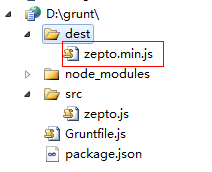 D:\grunt\
dest
zepto.min.js
node_modules
src
zepto.js
Gruntfile.js
package.json